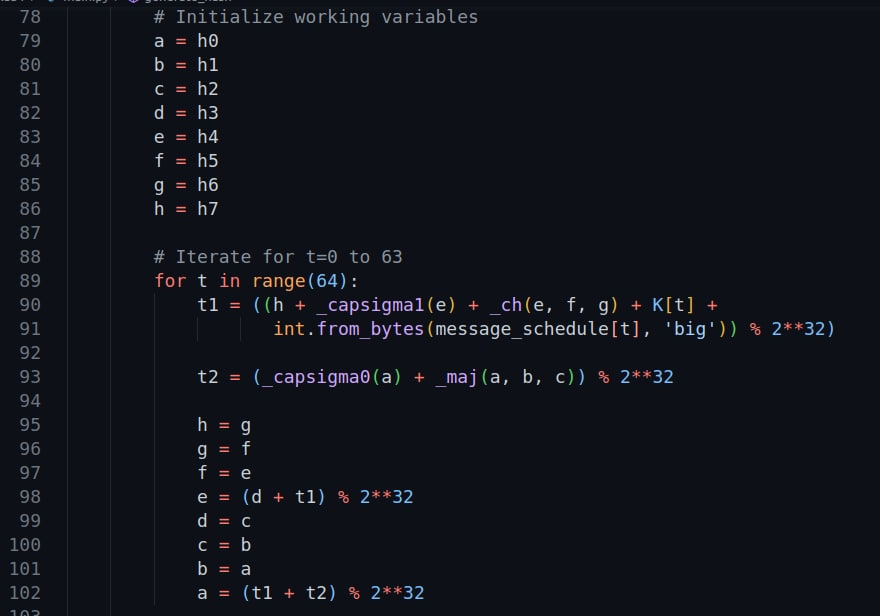 78 # Initialize working variables
79 a = h0
80 b = h1
81 c = h2
82 d = h3
83 e = h4
84 f = h5
85 g = h6
86 h = h7
87
88 # Iterate for t=0 to 63
89 for t in range(64):
90 t1 = ((h + _capsigma1(e) + _ch(e, f, g) + K[t] +
91 int.from_bytes(message_schedule[t], 'big')) % 2**32)
92
93 t2 = (_capsigma0(a) + _maj(a, b, c)) % 2**32
94
95 h = g
96 g = f
97 f = e
98 e = (d + t1) % 2**32
99 d = c
100 c = b
101 b = a
102 a = (t1 + t2) % 2**32
103